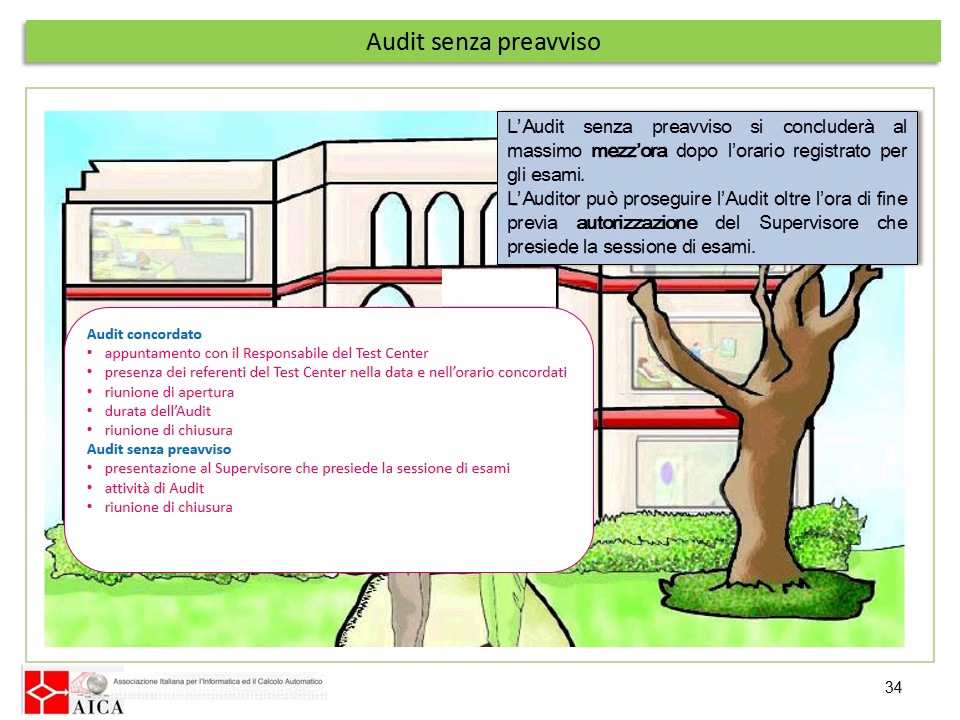 Audit senza preavviso
L’Audit senza preavviso si concluderà al
massimo mezz’ora dopo l’orario registrato per
gli esami.
L’Auditor può proseguire l’Audit oltre l’ora di fine
previa autorizzazione del Supervisore che
presiede la sessione di esami.
Audit concordato
• appuntamento con il Responsabile del Test Center
• presenza dei referenti del Test Center nella data e nell’orario concordati
• riunione di apertura
• durata dell’Audit
• riunione di chiusura
Audit senza preavviso
• presentazione al Supervisore che presiede la sessione di esami
• attività di Audit
• riunione di chiusura
Associazione Italiana per l'Informatica ed il Calcolo Automatico
AICA
34